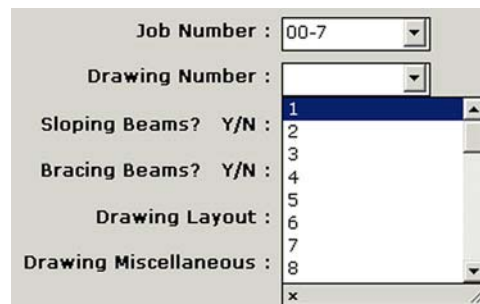 Job Number : 00-7
Drawing Number :
1
Sloping Beams? Y/N :
2
3
Bracing Beams? Y/N :
4
5
Drawing Layout :
6
7
Drawing Miscellaneous :
8
x